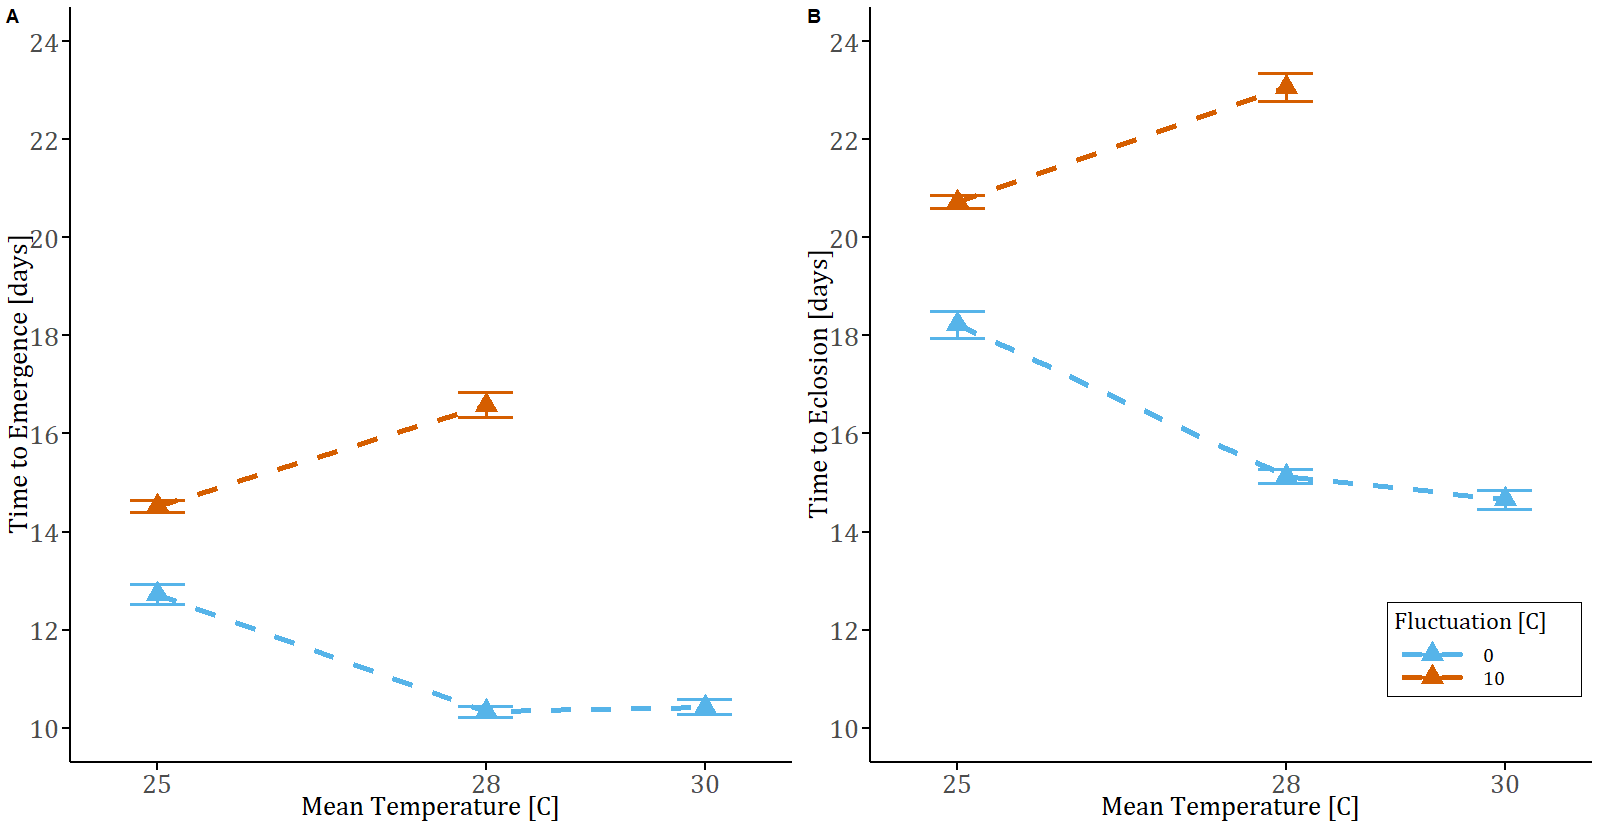 A
24
22
20
18
16
14
12
10
Time to Emergence [days]
25 28 30
Mean Temperature [C]
B
24
22
20
18
16
14
12
10
Time to Eclosion [days]
25 28 30
Mean Temperature [C]
Fluctuation [C]
0
10